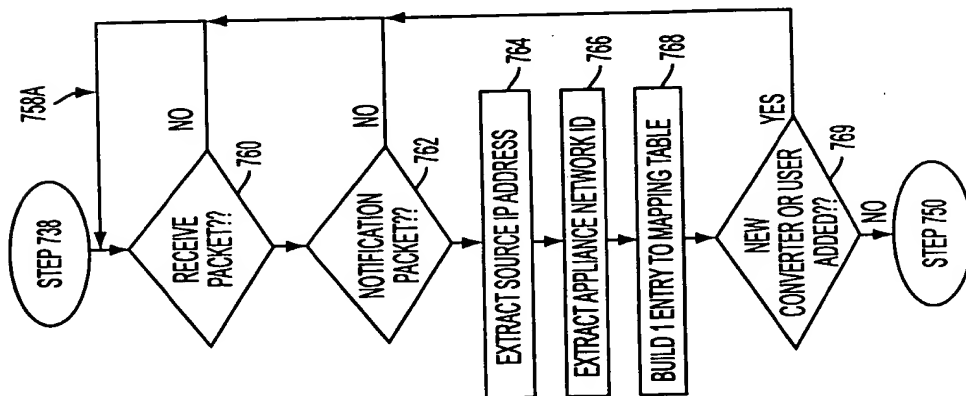 STEP 738
758A
RECEIVE
PACKET??
760
NO
NOTIFICATION
PACKET??
762
NO
EXTRACT SOURCE IP ADDRESS
764
EXTRACT APPLIANCE NETWORK ID
766
BUILD 1 ENTRY TO MAPPING TABLE
768
NEW
CONVERTER OR USER
ADDED??
769
YES
NO
STEP 750